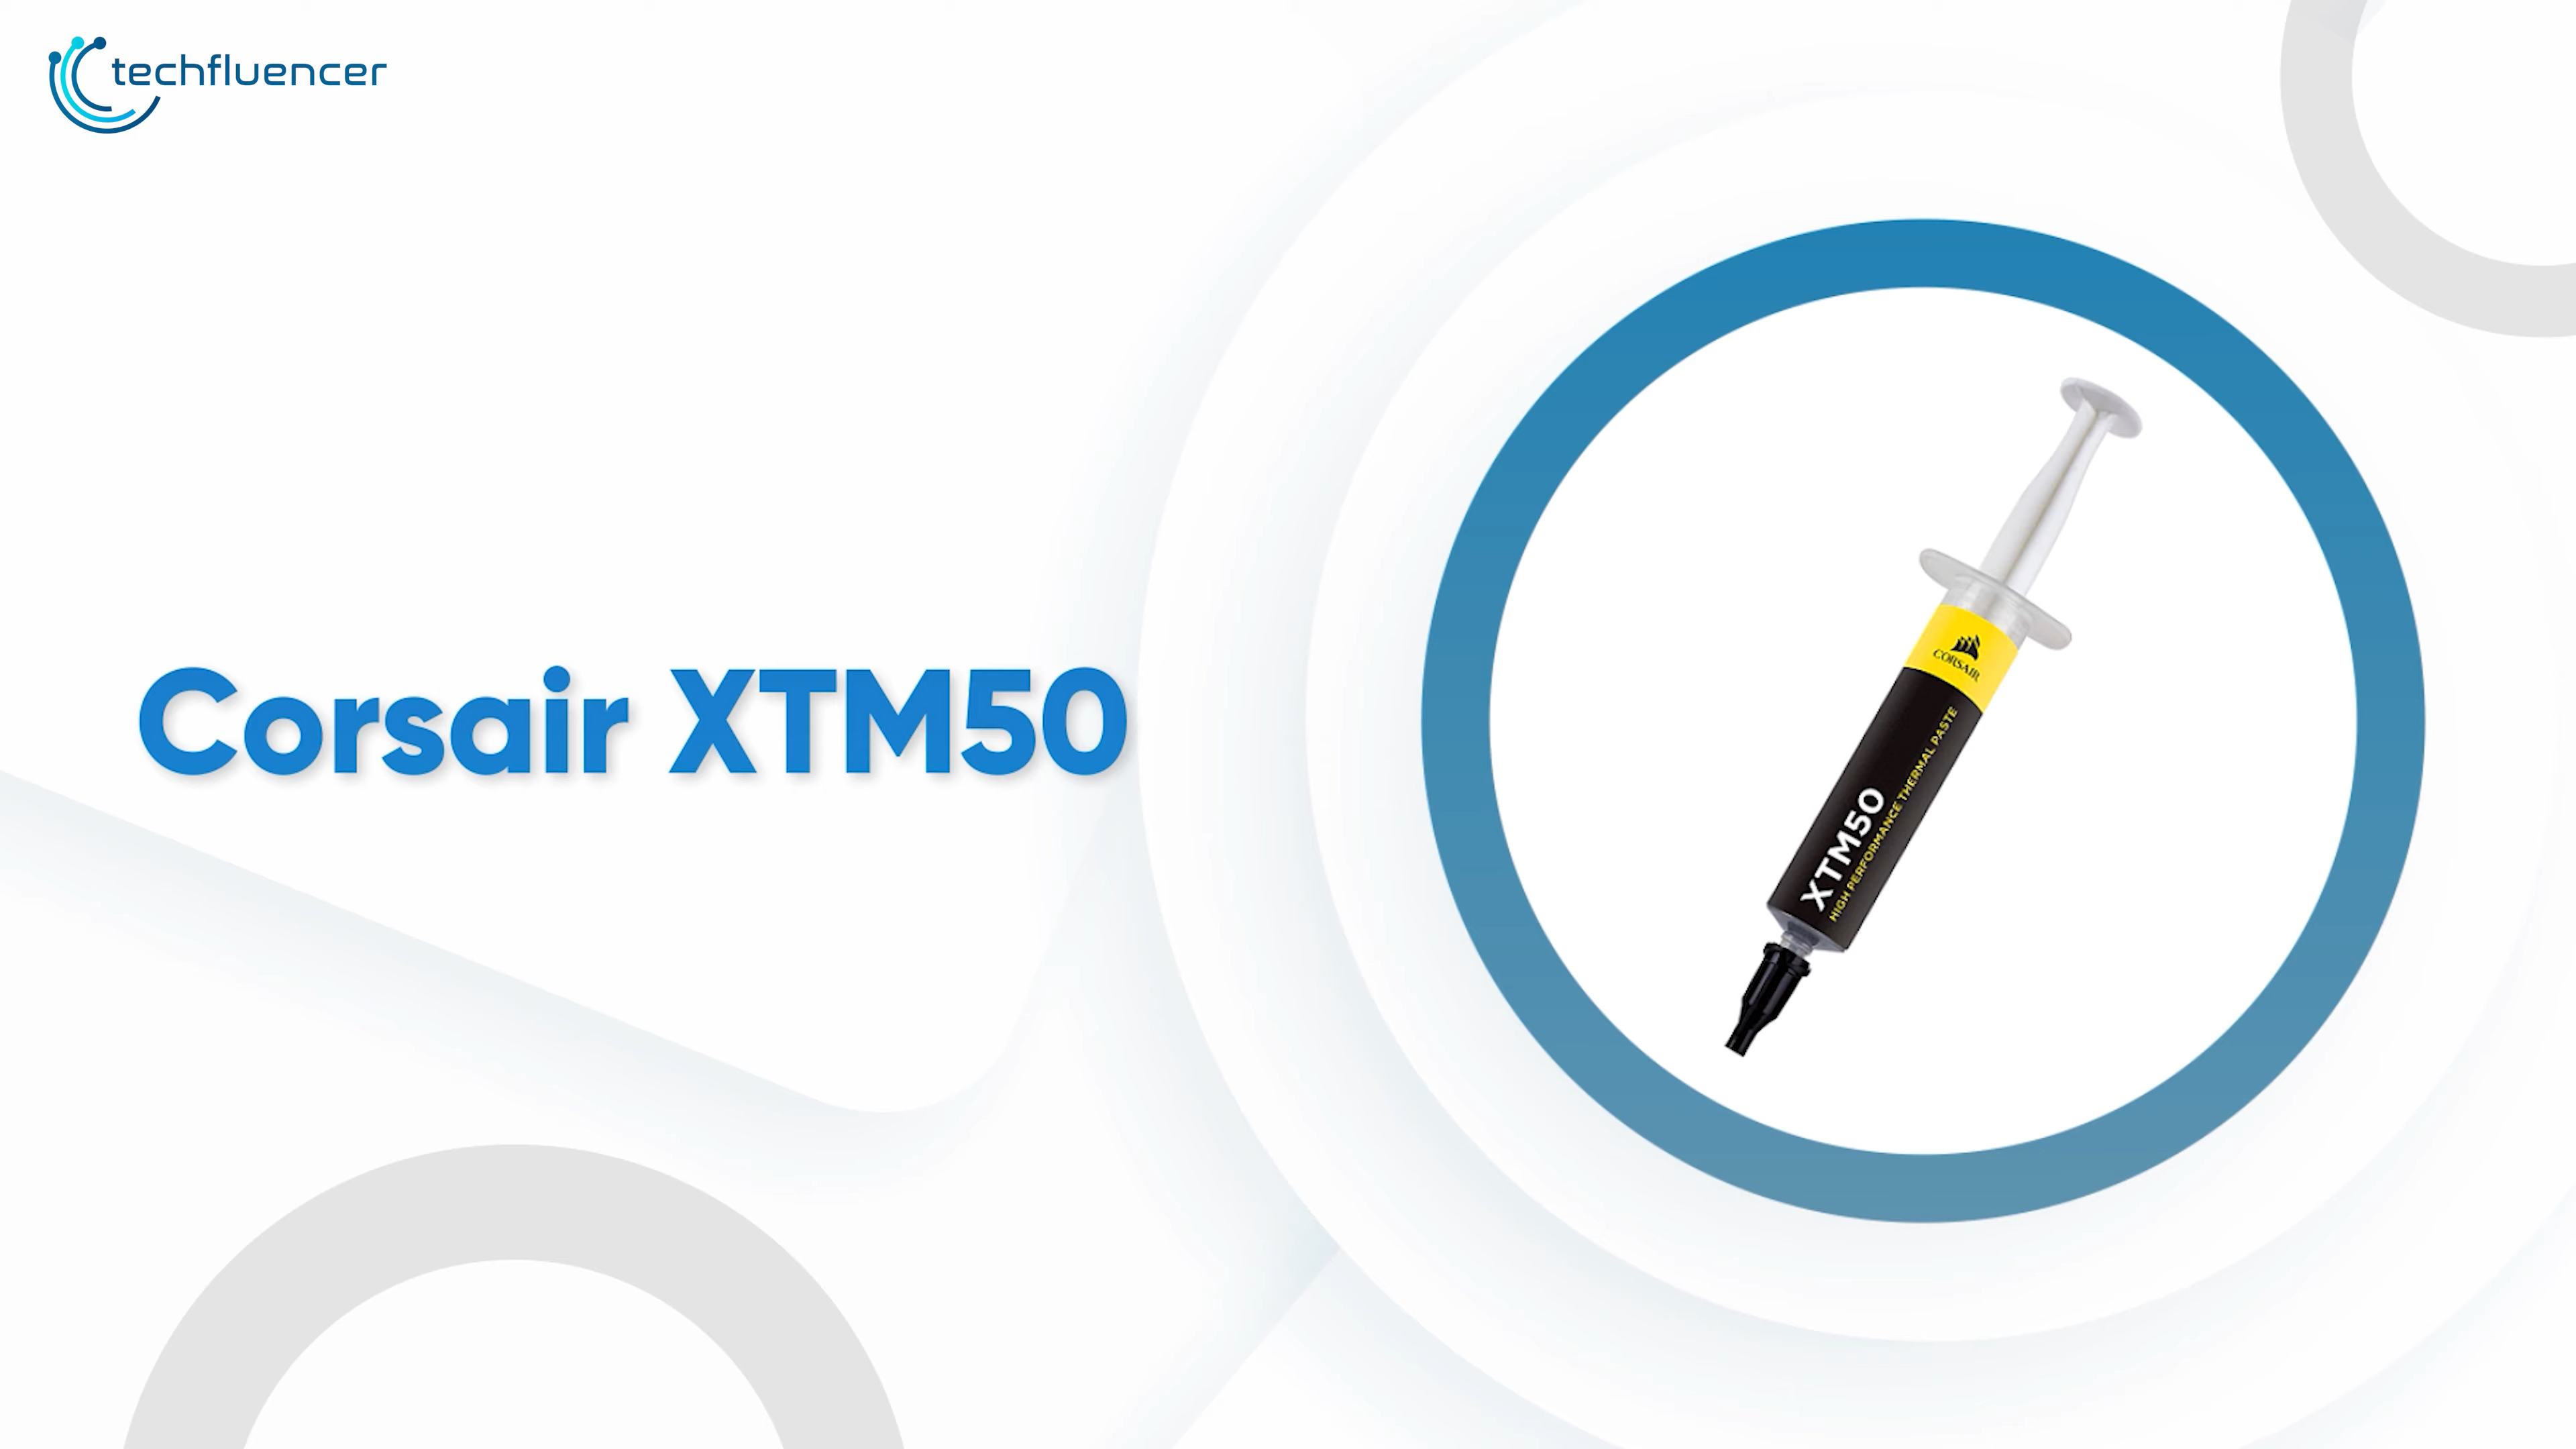 techfluencer
Corsair XTM50
CORSAIR
XTM50
HIGH PERFORMANCE THERMAL PASTE